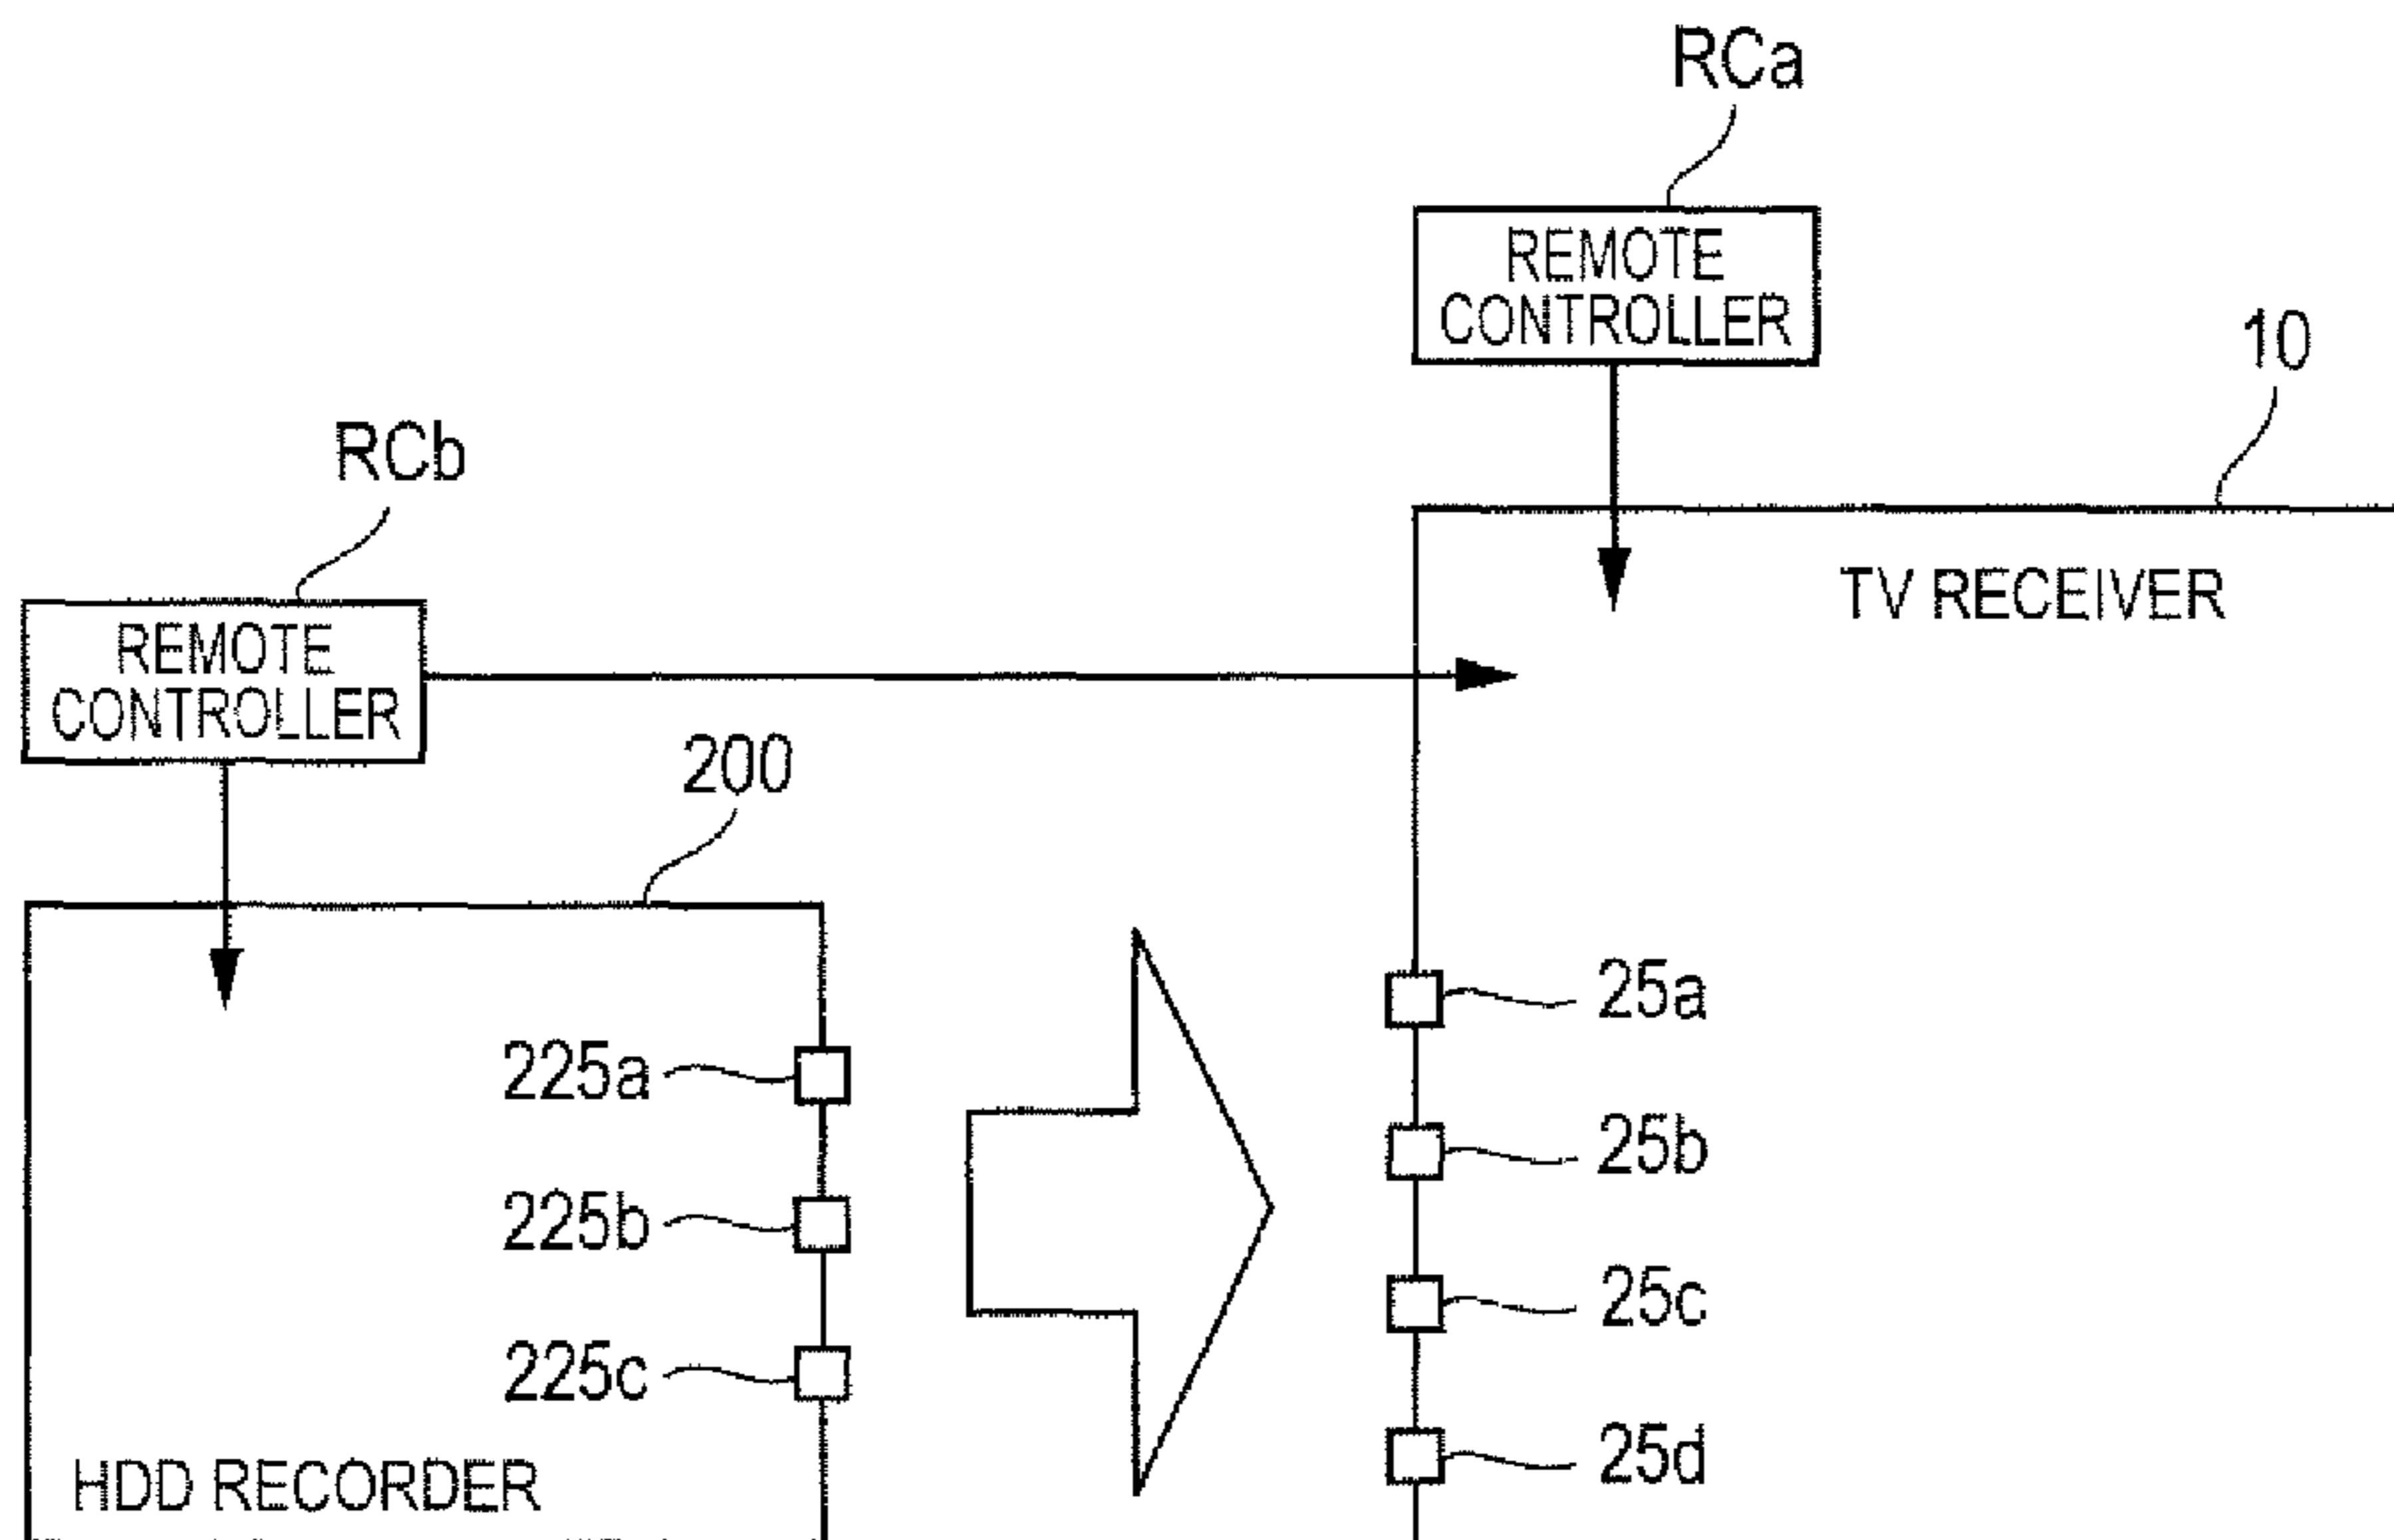 RCa
REMOTE
CONTROLLER
10
RCb
TV RECEIVER
REMOTE
CONTROLLER
200
25a
225a
25b
225b
25c
225c
25d
HDD RECORDER